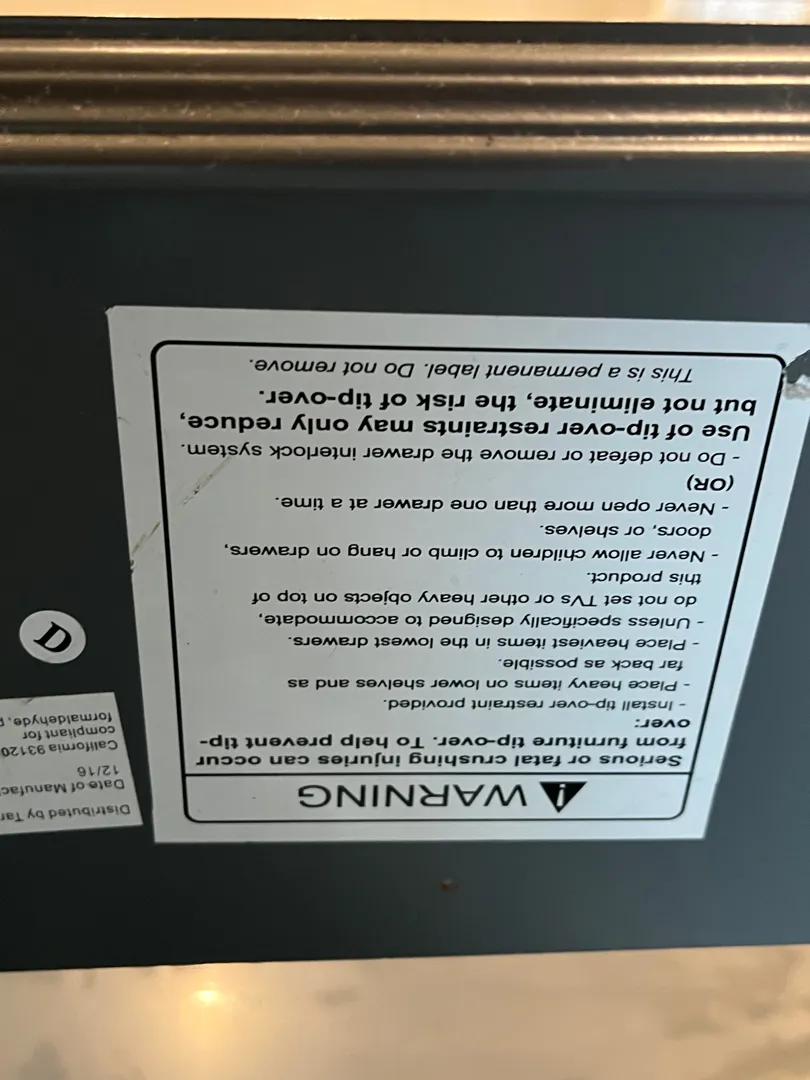 ⚠ WARNING
Serious or fatal crushing injuries can occur
from furniture tip-over. To help prevent tip-
over:
- Install tip-over restraint provided.
- Place heavy items on lower shelves and as
far back as possible.
- Place heaviest items in the lowest drawers.
- Unless specifically designed to accommodate,
do not set TVs or other heavy objects on top of
this product.
- Never allow children to climb or hang on drawers,
doors, or shelves.
- Never open more than one drawer at a time.
(OR)
- Do not defeat or remove the drawer interlock system.
Use of tip-over restraints may only reduce,
but not eliminate, the risk of tip-over.
This is a permanent label. Do not remove.
D
Distributed by
Date of
12/16
California
compliant for
formaldehyde,